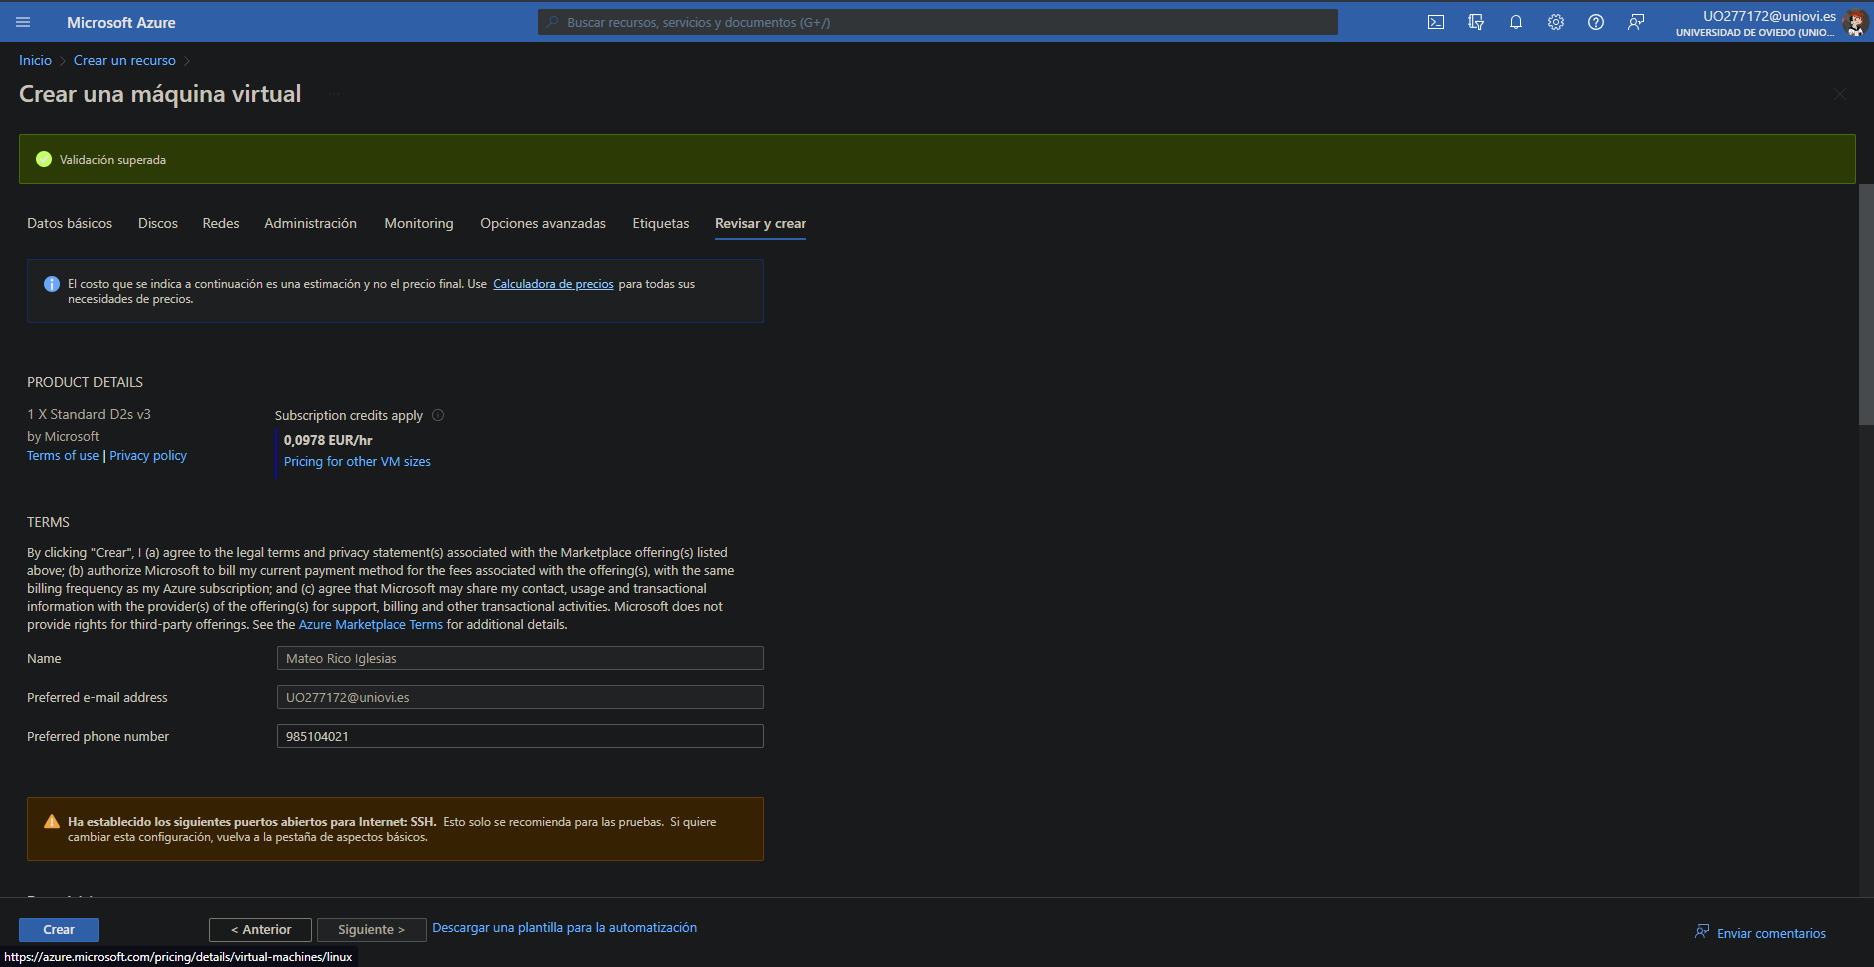 Microsoft Azure
Buscar recursos, servicios y documentos (G+/)
UO277172@uniovi.es
UNIVERSIDAD DE OVIEDO (UNIO...
Inicio > Crear un recurso >
Crear una máquina virtual ...
Validación superada
Datos básicos Discos Redes Administración Monitoring Opciones avanzadas Etiquetas Revisar y crear
El costo que se indica a continuación es una estimación y no el precio final. Use Calculadora de precios para todas sus
necesidades de precios.
PRODUCT DETAILS
1 X Standard D2s v3
by Microsoft
Terms of use | Privacy policy
Subscription credits apply
0,0978 EUR/hr
Pricing for other VM sizes
TERMS
By clicking "Crear", I (a) agree to the legal terms and privacy statement(s) associated with the Marketplace offering(s) listed
above; (b) authorize Microsoft to bill my current payment method for the fees associated with the offering(s), with the same
billing frequency as my Azure subscription; and (c) agree that Microsoft may share my contact, usage and transactional
information with the provider(s) of the offering(s) for support, billing and other transactional activities. Microsoft does not
provide rights for third-party offerings. See the Azure Marketplace Terms for additional details.
Name Mateo Rico Iglesias
Preferred e-mail address UO277172@uniovi.es
Preferred phone number 985104021
Ha establecido los siguientes puertos abiertos para Internet: SSH. Esto solo se recomienda para las pruebas. Si quiere
cambiar esta configuración, vuelva a la pestaña de aspectos básicos.
Crear < Anterior Siguiente > Descargar una plantilla para la automatización
Enviar comentarios
https://azure.microsoft.com/pricing/details/virtual-machines/linux